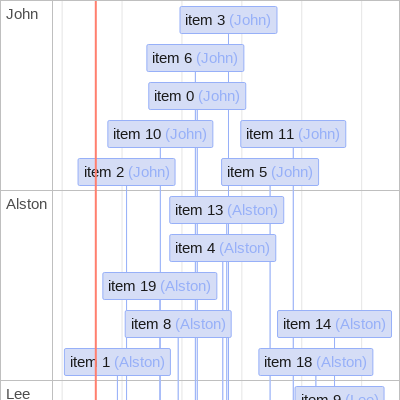 John
item 3 (John)
item 6 (John)
item 0 (John)
item 10 (John)
item 11 (John)
item 2 (John)
item 5 (John)
Alston
item 13 (Alston)
item 4 (Alston)
item 19 (Alston)
item 8 (Alston)
item 14 (Alston)
item 1 (Alston)
item 18 (Alston)
Lee
item 9 (Lee)